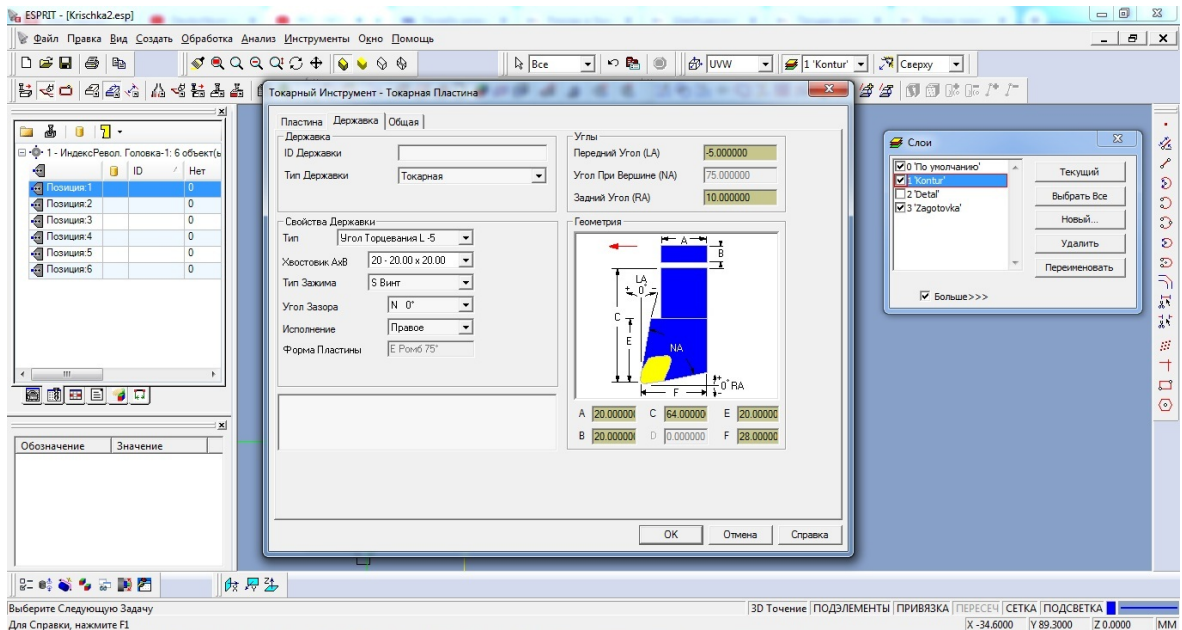 ESPRIT - [Krischka2.esp]
Файл Правка Вид Создать Обработка Анализ Инструменты Окно Помощь
Все
UVW
1 'Kontur'
Сверху
Токарный Инструмент - Токарная Пластина
Пластина Державка Общая
Державка
ID Державки
Тип Державки Токарная
Углы
Передний Угол (LA) -5.000000
Угол При Вершине (NA) 75.000000
Задний Угол (RA) 10.000000
Свойства Державки
Тип Угол Торцевания L -5
Хвостовик AxB 20 - 20.00 x 20.00
Тип Зажима S Винт
Угол Зазора N 0°
Исполнение Правое
Форма Пластины E Ромб 75°
Геометрия
A
B
LA
+ 0° -
C
E
NA
+
0° RA
-
F
A 20.00000 C 64.00000 E 20.00000
B 20.00000 D 0.000000 F 28.00000
OK Отмена Справка
1 - ИндексРевол. Головка-1: 6 объект(ь
ID Нет
Позиция:1 0
Позиция:2 0
Позиция:3 0
Позиция:4 0
Позиция:5 0
Позиция:6 0
Обозначение Значение
Слои
0 'По умолчанию'
1 'Kontur'
2 'Detal'
3 'Zagotovka'
Текущий
Выбрать Все
Новый...
Удалить
Переименовать
Больше>>>
Выберите Следующую Задачу
3D Точение ПОДЭЛЕМЕНТЫ ПРИВЯЗКА ПЕРЕСЕЧ СЕТКА ПОДСВЕТКА
Для Справки, нажмите F1
X -34.6000 Y 89.3000 Z 0.0000 MM